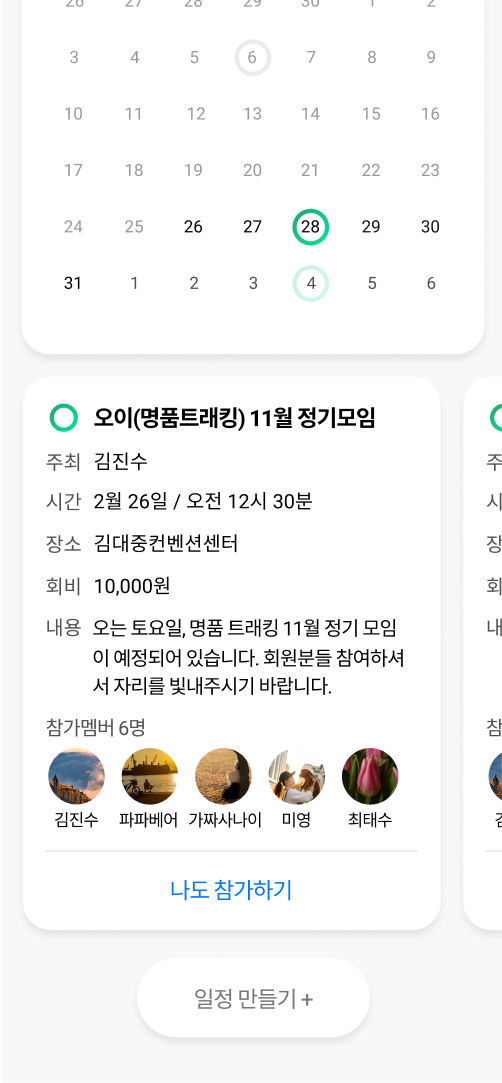 26 27 28 29 30 1 2
3 4 5 6 7 8 9
10 11 12 13 14 15 16
17 18 19 20 21 22 23
24 25 26 27 28 29 30
31 1 2 3 4 5 6
오이(명품트래킹) 11월 정기모임
주최 김진수
시간 2월 26일 / 오전 12시 30분
장소 김대중컨벤션센터
회비 10,000원
내용 오는 토요일, 명품 트래킹 11월 정기 모임
이 예정되어 있습니다. 회원분들 참여하셔
서 자리를 빛내주시기 바랍니다.
참가멤버 6명
김진수 파파베어 가짜사나이 미영 최태수
나도 참가하기
일정 만들기 +